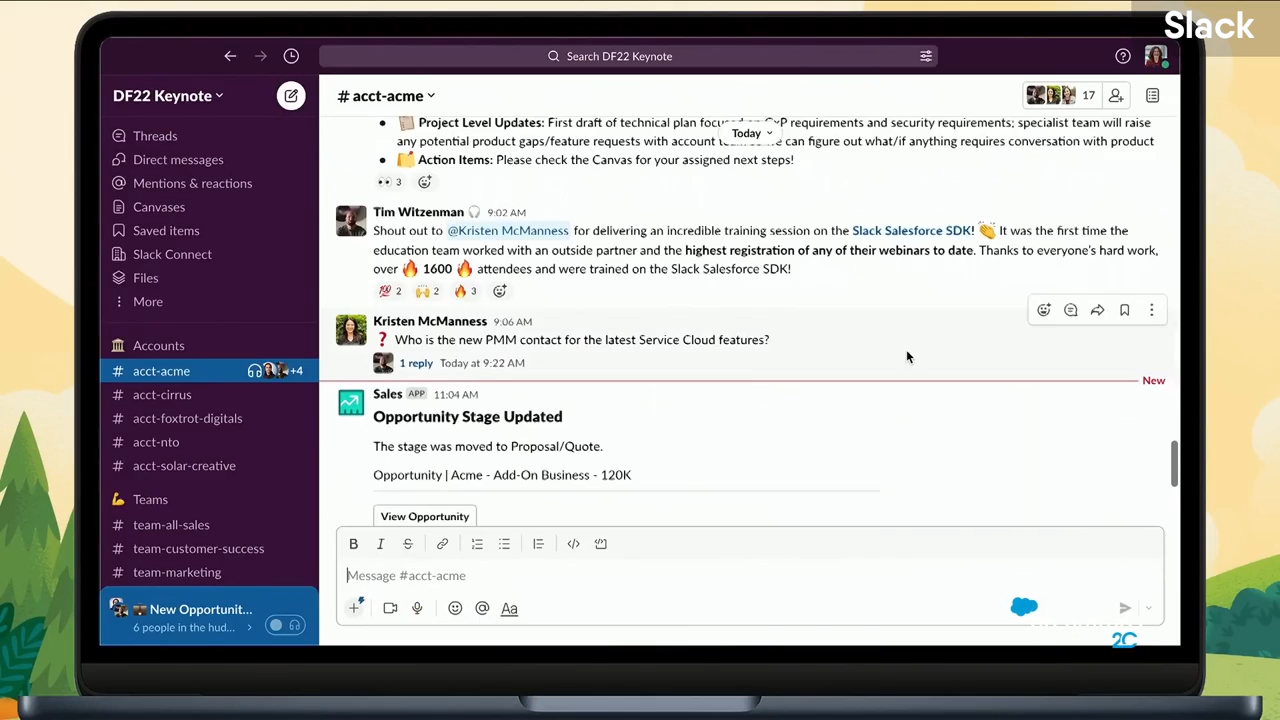 Slack
Search DF22 Keynote
DF22 Keynote
Threads
Direct messages
Mentions & reactions
Canvases
Saved items
Slack Connect
Files
More
Accounts
acct-acme +4
# acct-cirrus
# acct-foxtrot-digitals
# acct-nto
# acct-solar-creative
Teams
# team-all-sales
# team-customer-success
# team-marketing
New Opportunit...
6 people in the hud...
# acct-acme
17
Today
Project Level Updates: First draft of technical plan focused on GxP requirements and security requirements; specialist team will raise
any potential product gaps/feature requests with account can figure out what/if anything requires conversation with product
Action Items: Please check the Canvas for your assigned next steps!
3
Tim Witzenman 9:02 AM
Shout out to @Kristen McManness for delivering an incredible training session on the Slack Salesforce SDK! It was the first time the
education team worked with an outside partner and the highest registration of any of their webinars to date. Thanks to everyone's hard work,
over 1600 attendees and were trained on the Slack Salesforce SDK!
100 2 2 3
Kristen McManness 9:06 AM
Who is the new PMM contact for the latest Service Cloud features?
1 reply Today at 9:22 AM
New
Sales APP 11:04 AM
Opportunity Stage Updated
The stage was moved to Proposal/Quote.
Opportunity | Acme - Add-On Business - 120K
View Opportunity
B I S
Message #acct-acme
@ Aa